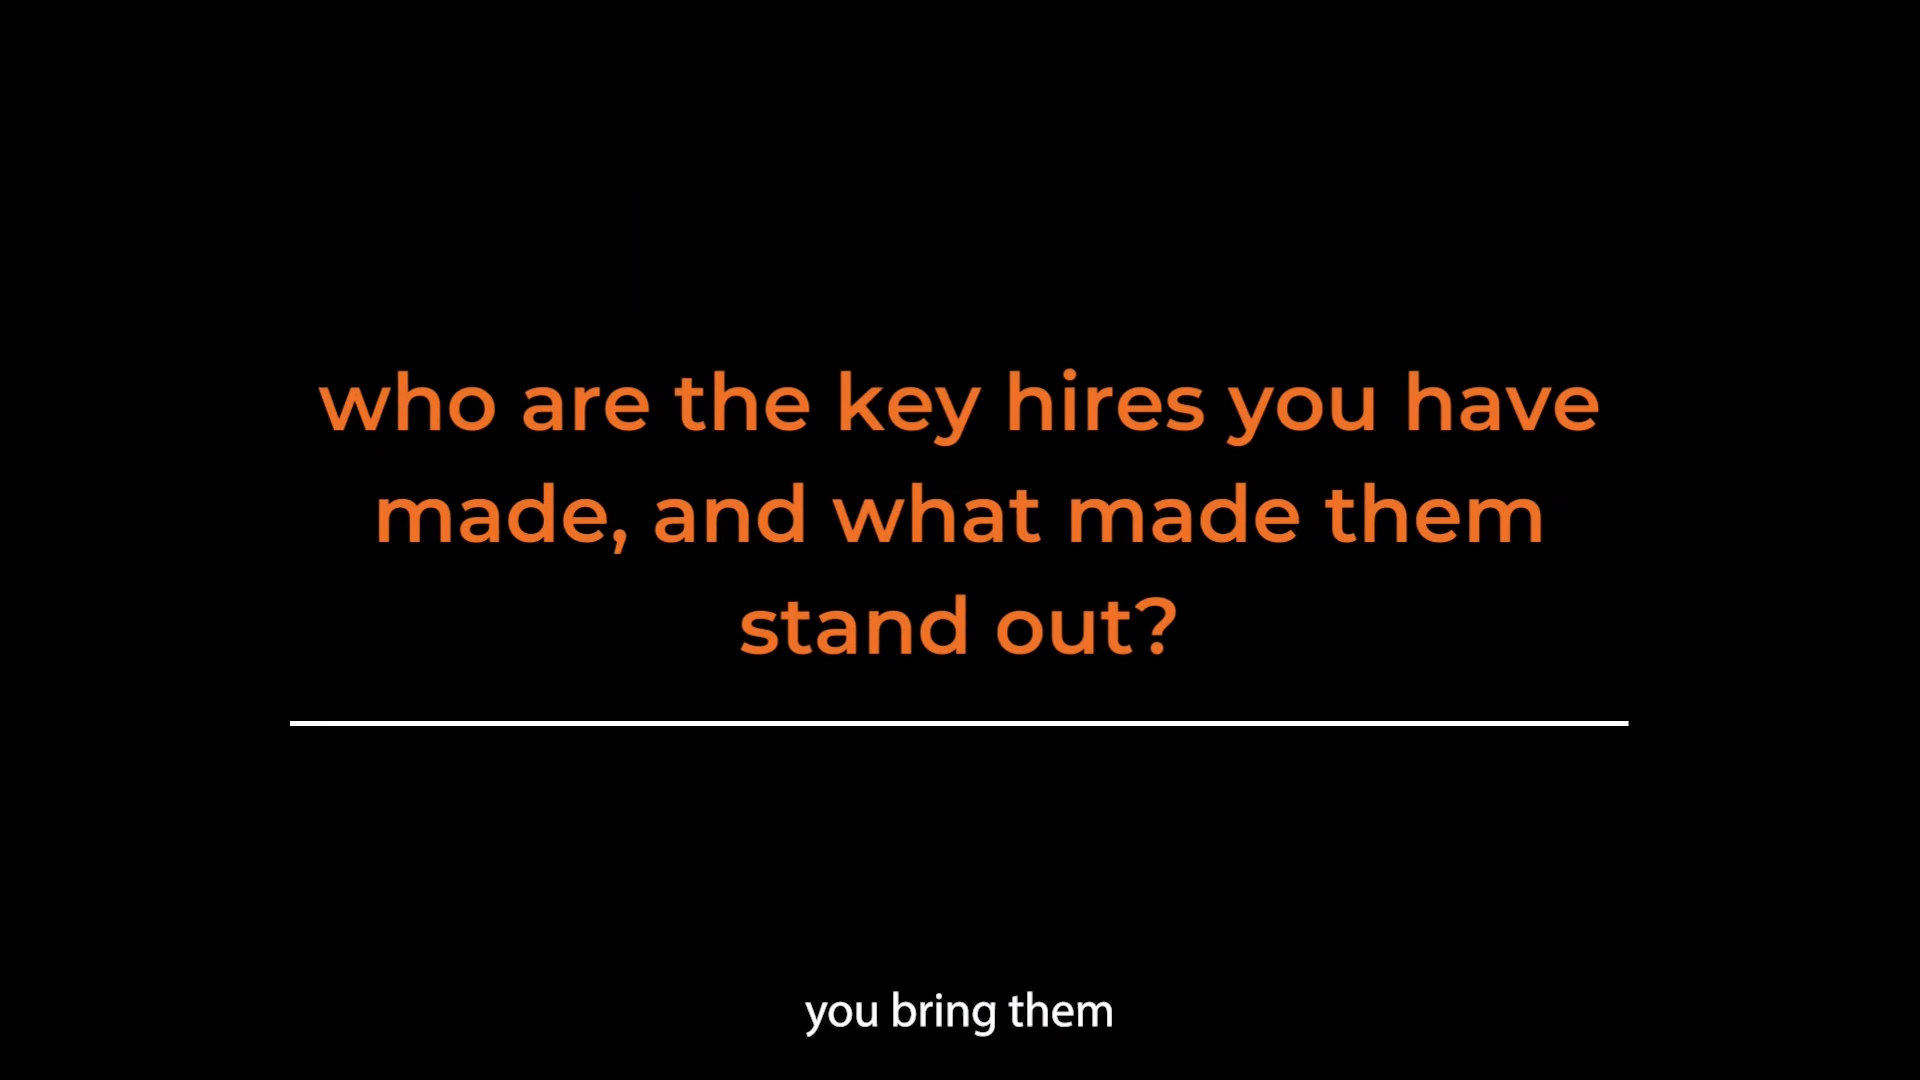 who are the key hires you have
made, and what made them
stand out?
you bring them